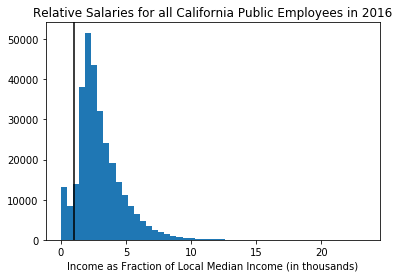 Relative Salaries for all California Public Employees in 2016
50000
40000
30000
20000
10000
0
0 5 10 15 20
Income as Fraction of Local Median Income (in thousands)